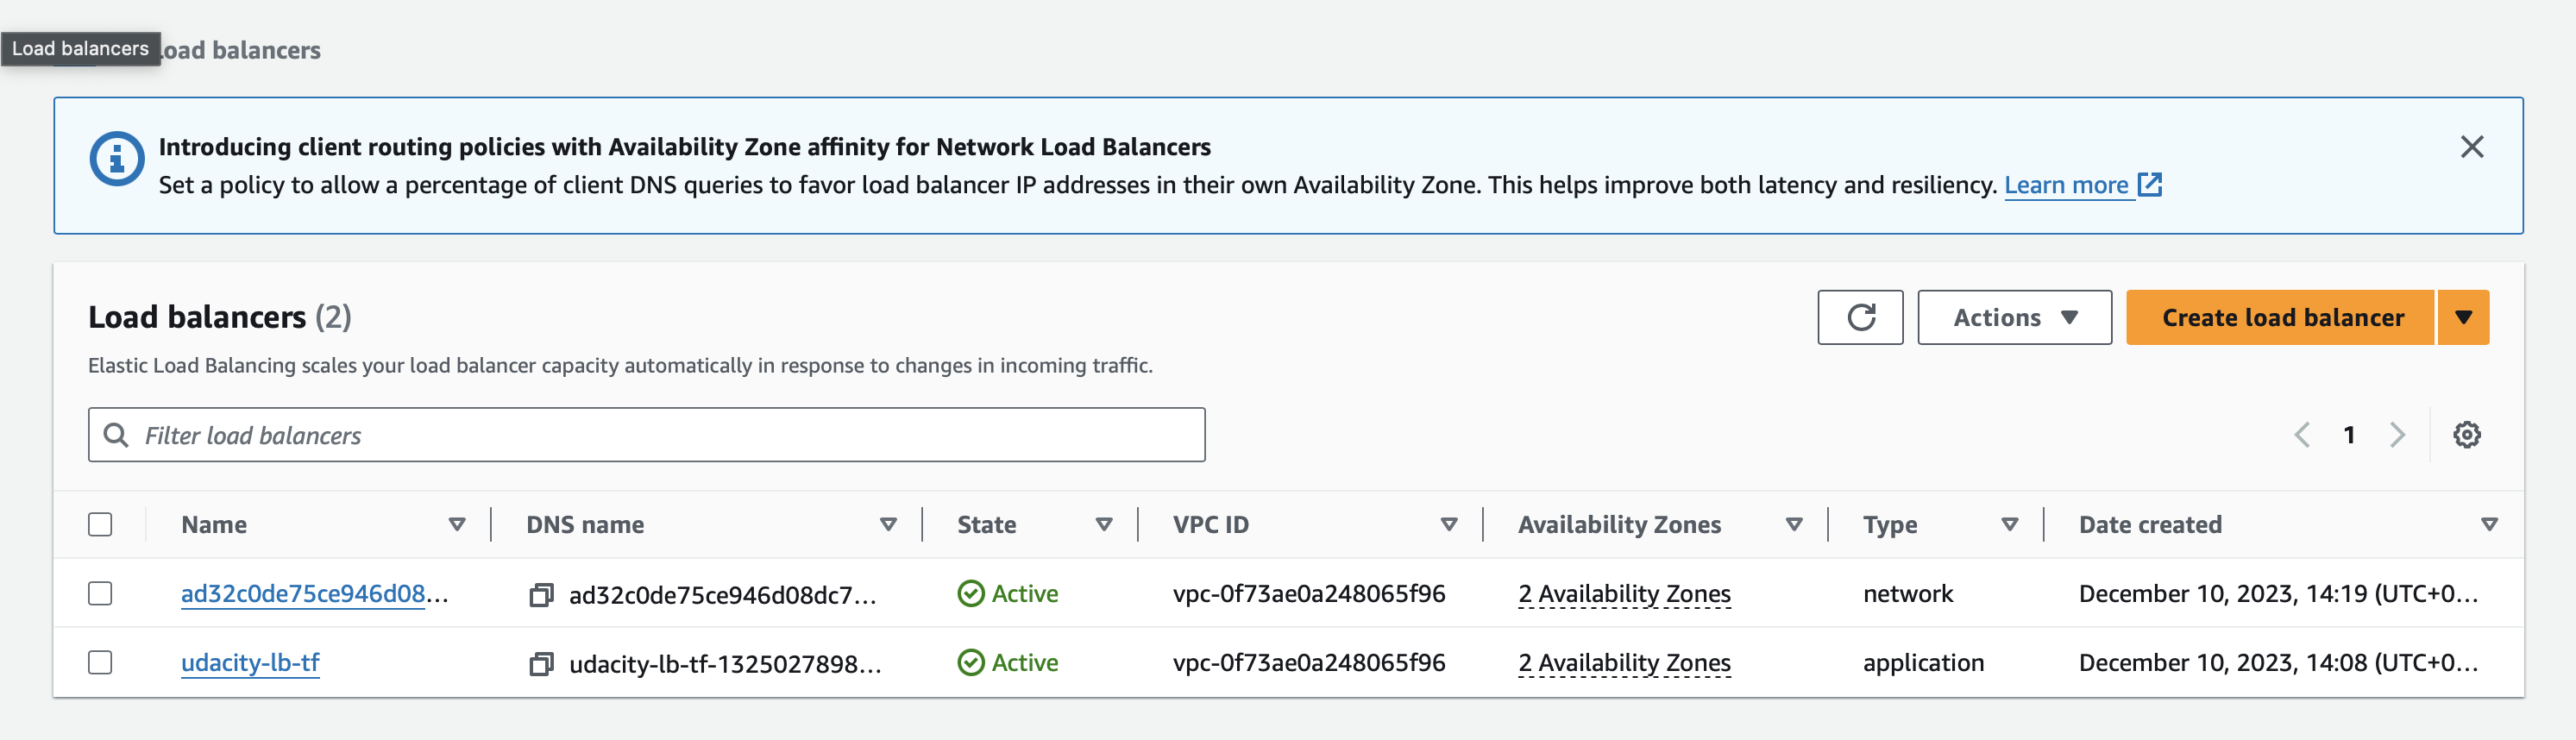 Load balancers
oad balancers
Introducing client routing policies with Availability Zone affinity for Network Load Balancers
Set a policy to allow a percentage of client DNS queries to favor load balancer IP addresses in their own Availability Zone. This helps improve both latency and resiliency. Learn more
Load balancers (2)
Actions
Create load balancer
Elastic Load Balancing scales your load balancer capacity automatically in response to changes in incoming traffic.
Filter load balancers
1
Name DNS name State VPC ID Availability Zones Type Date created
ad32c0de75ce946d08... ad32c0de75ce946d08dc7... Active vpc-0f73ae0a248065f96 2 Availability Zones network December 10, 2023, 14:19 (UTC+0...
udacity-lb-tf udacity-lb-tf-1325027898... Active vpc-0f73ae0a248065f96 2 Availability Zones application December 10, 2023, 14:08 (UTC+0...